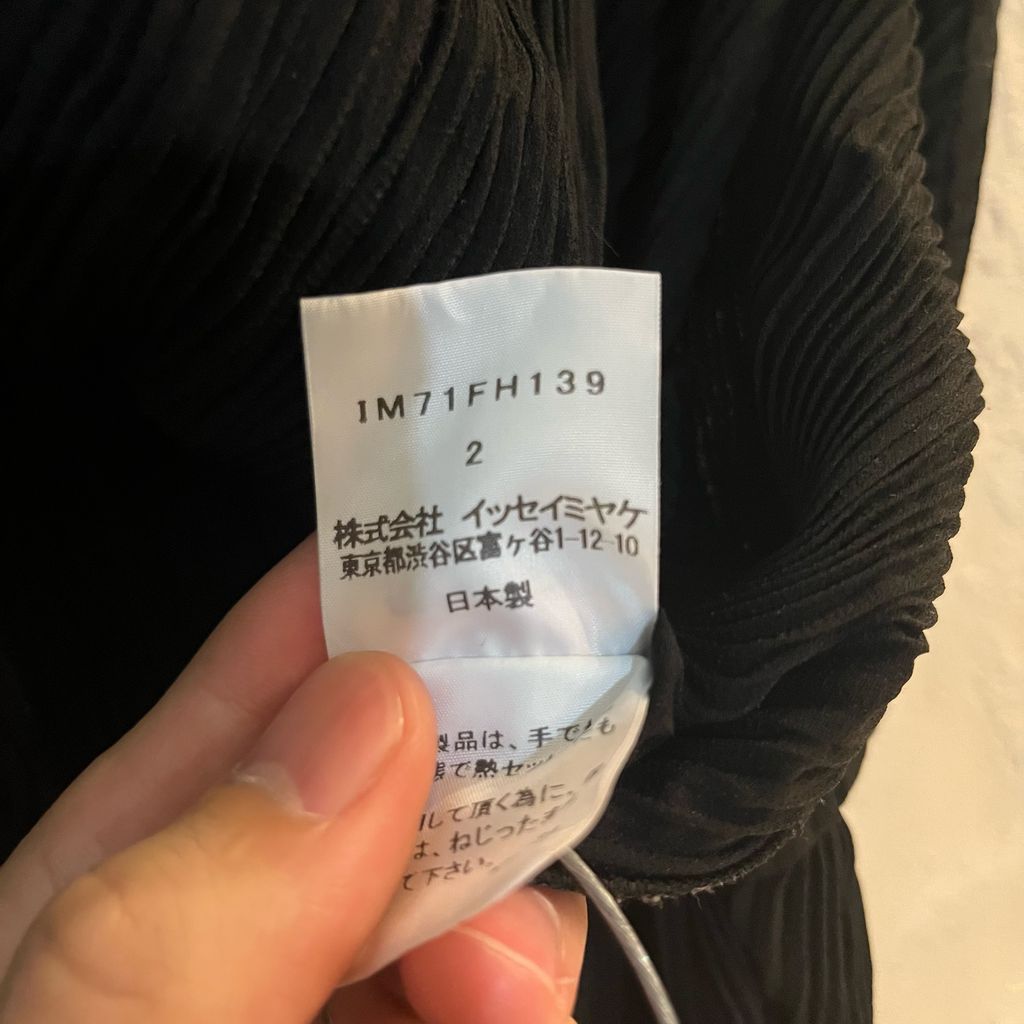 IM71FH139
2
株式会社 イッセイミヤケ
東京都渋谷区富ヶ谷1-12-10
日本製
製品は、手で
で熱セッ
して頂く為に、
は、ねじった
て下さい。